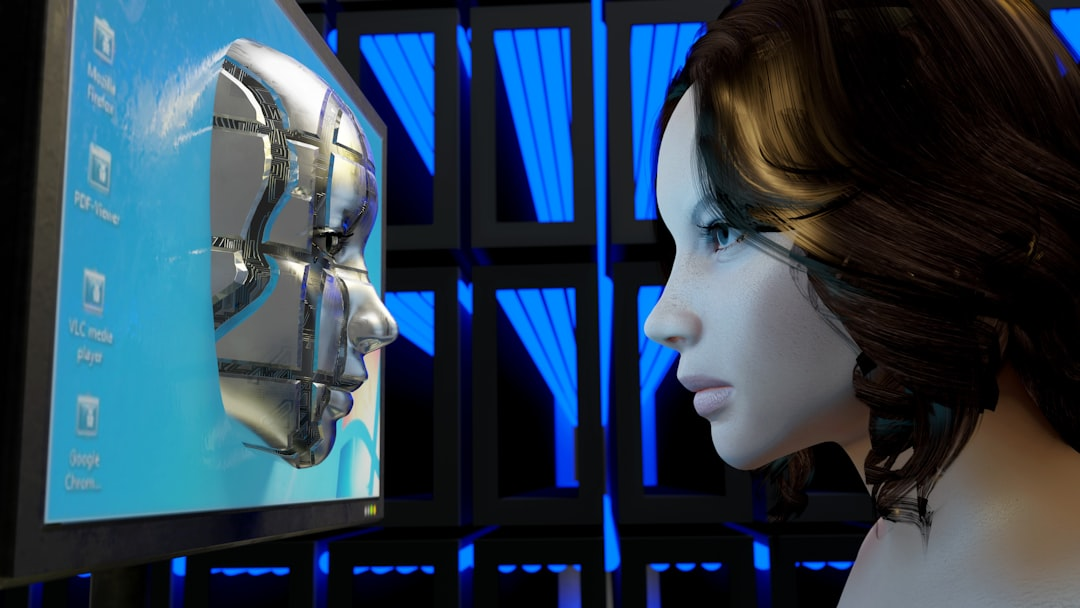 Mozilla
Firefox
PDF-Viewer
VLC media
player
Google
Chrom...